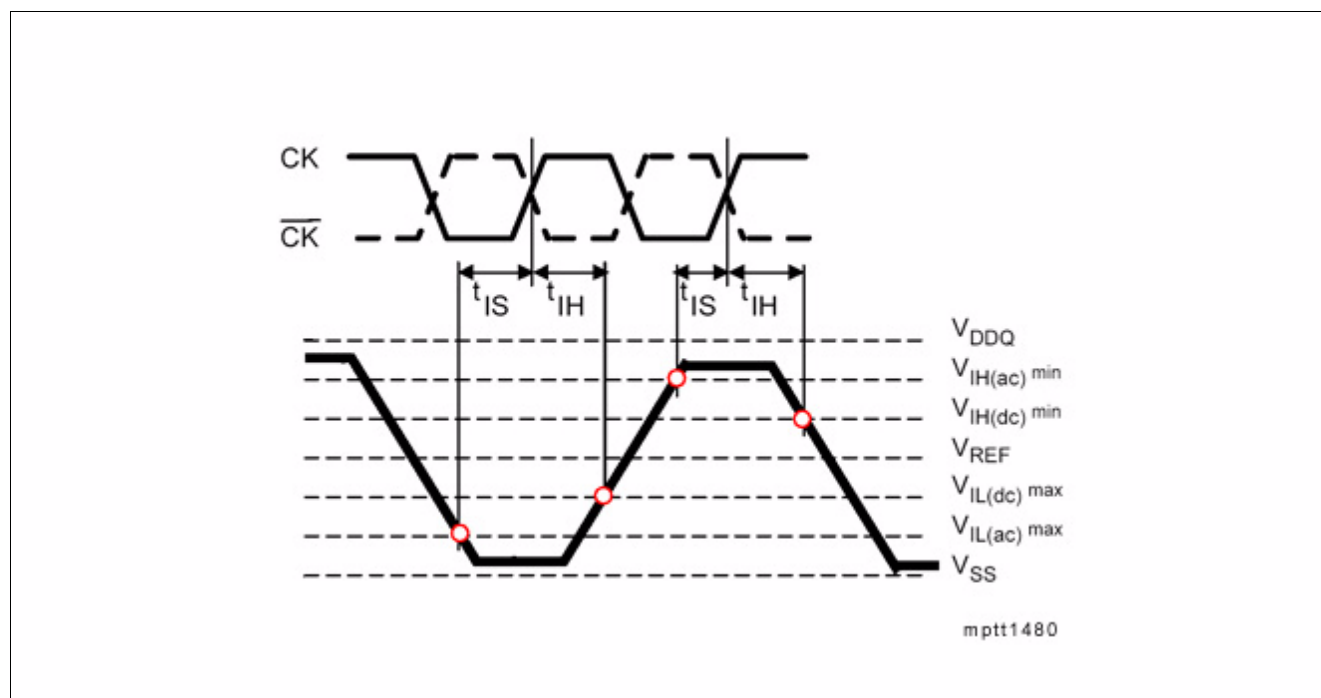 CK
C̅K̅
tIS tIH tIS tIH
VDDQ
VIH(ac) min
VIH(dc) min
VREF
VIL(dc) max
VIL(ac) max
VSS
mptt1480